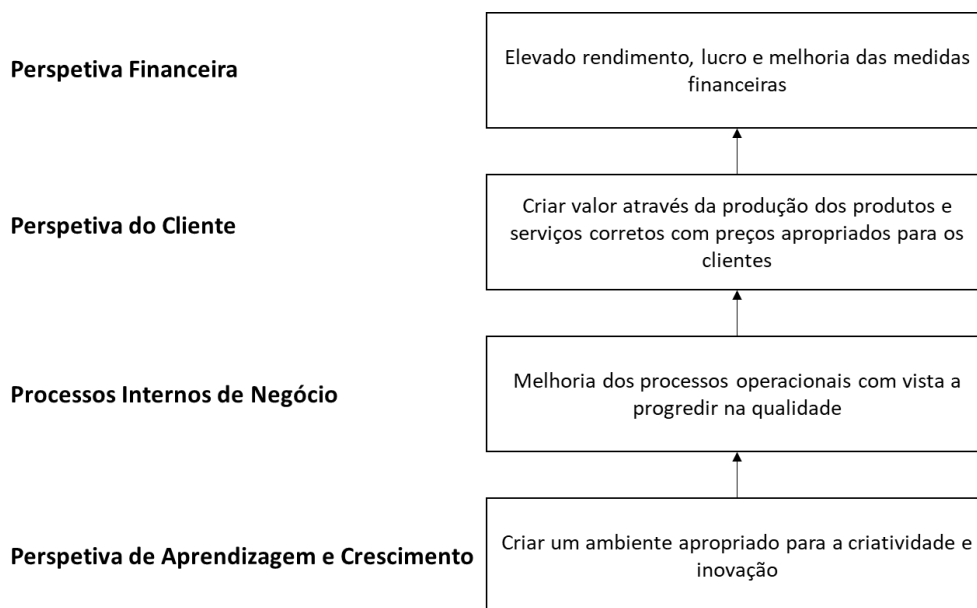 Perspetiva Financeira
Elevado rendimento, lucro e melhoria das medidas
financeiras
Perspetiva do Cliente
Criar valor através da produção dos produtos e
serviços corretos com preços apropriados para os
clientes
Processos Internos de Negócio
Melhoria dos processos operacionais com vista a
progredir na qualidade
Perspetiva de Aprendizagem e Crescimento
Criar um ambiente apropriado para a criatividade e
inovação